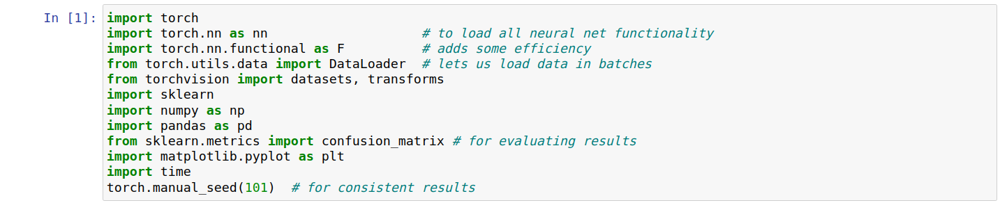 In [1]: import torch
import torch.nn as nn                    # to load all neural net functionality
import torch.nn.functional as F          # adds some efficiency
from torch.utils.data import DataLoader  # lets us load data in batches
from torchvision import datasets, transforms
import sklearn
import numpy as np
import pandas as pd
from sklearn.metrics import confusion_matrix # for evaluating results
import matplotlib.pyplot as plt
import time
torch.manual_seed(101)  # for consistent results